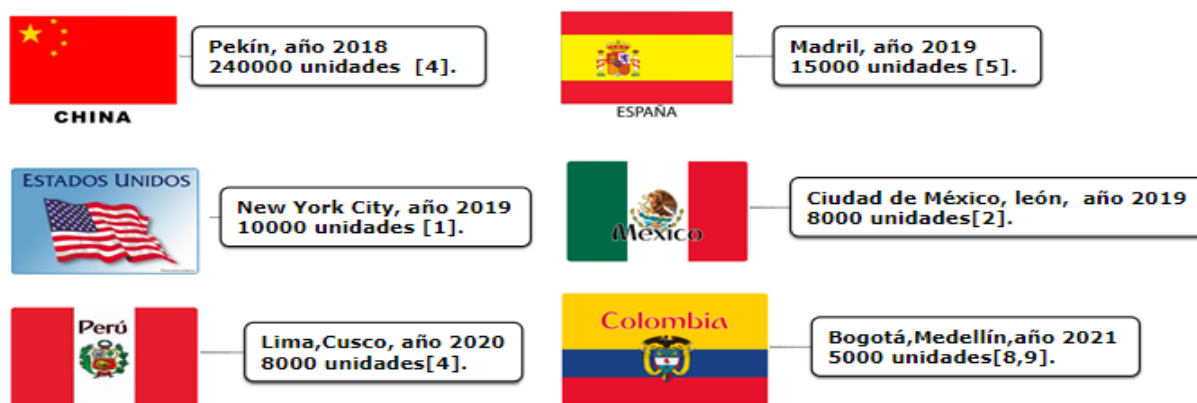 Pekín, año 2018
240000 unidades [4].
CHINA
Madril, año 2019
15000 unidades [5].
ESPAÑA
ESTADOS UNIDOS
New York City, año 2019
10000 unidades [1].
México
Ciudad de México, león, año 2019
8000 unidades[2].
Perú
Lima,Cusco, año 2020
8000 unidades[4].
Colombia
Bogotá,Medellín,año 2021
5000 unidades[8,9].